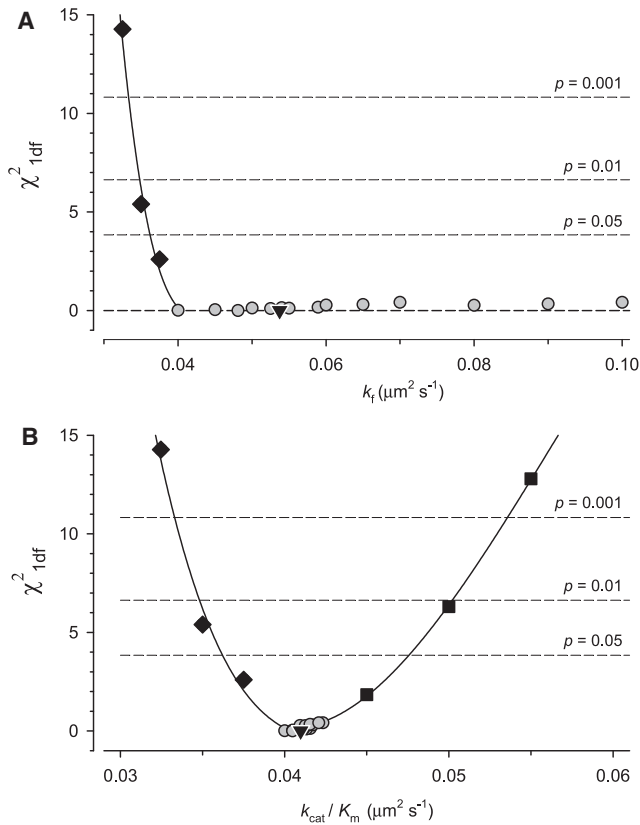 A
15
10
5
0
χ²1df
p = 0.001
p = 0.01
p = 0.05
0.04
0.06
0.08
0.10
kf (μm² s⁻¹)
B
15
10
5
0
χ²1df
p = 0.001
p = 0.01
p = 0.05
0.03
0.04
0.05
0.06
kcat / Km (μm² s⁻¹)